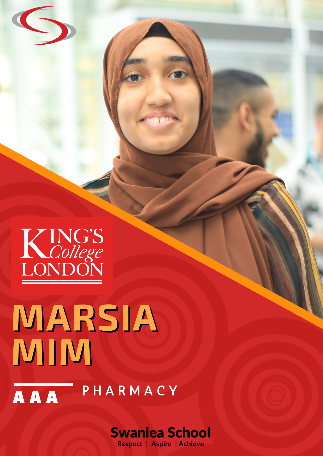 KING'S
College
LONDON
MARSIA
MIM
AAA PHARMACY
Swanlea School
Respect | Aspire | Achieve